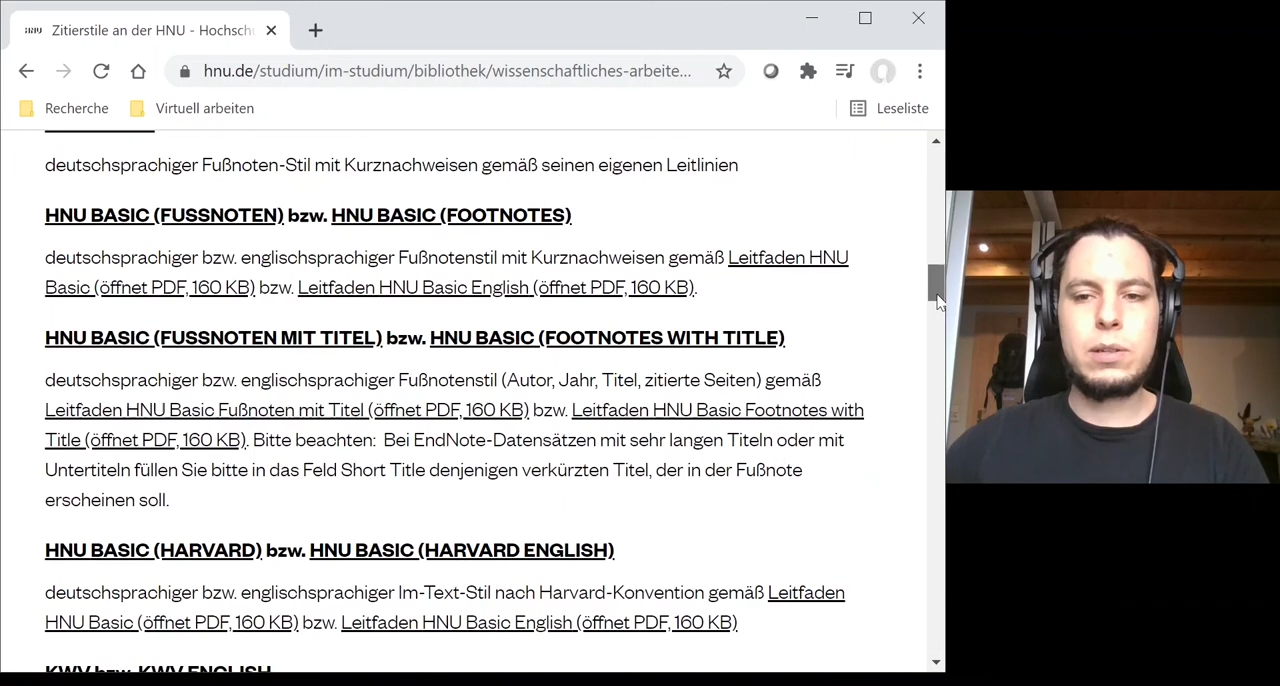 HNU Zitierstile an der HNU - Hochsch
hnu.de/studium/im-studium/bibliothek/wissenschaftliches-arbeite...
Recherche Virtuell arbeiten Leseliste
deutschsprachiger Fußnoten-Stil mit Kurznachweisen gemäß seinen eigenen Leitlinien
HNU BASIC (FUSSNOTEN) bzw. HNU BASIC (FOOTNOTES)
deutschsprachiger bzw. englischsprachiger Fußnotenstil mit Kurznachweisen gemäß Leitfaden HNU
Basic (öffnet PDF, 160 KB) bzw. Leitfaden HNU Basic English (öffnet PDF, 160 KB).
HNU BASIC (FUSSNOTEN MIT TITEL) bzw. HNU BASIC (FOOTNOTES WITH TITLE)
deutschsprachiger bzw. englischsprachiger Fußnotenstil (Autor, Jahr, Titel, zitierte Seiten) gemäß
Leitfaden HNU Basic Fußnoten mit Titel (öffnet PDF, 160 KB) bzw. Leitfaden HNU Basic Footnotes with
Title (öffnet PDF, 160 KB). Bitte beachten: Bei EndNote-Datensätzen mit sehr langen Titeln oder mit
Untertiteln füllen Sie bitte in das Feld Short Title denjenigen verkürzten Titel, der in der Fußnote
erscheinen soll.
HNU BASIC (HARVARD) bzw. HNU BASIC (HARVARD ENGLISH)
deutschsprachiger bzw. englischsprachiger Im-Text-Stil nach Harvard-Konvention gemäß Leitfaden
HNU Basic (öffnet PDF, 160 KB) bzw. Leitfaden HNU Basic English (öffnet PDF, 160 KB)
KWV bzw. KWV ENGLISH